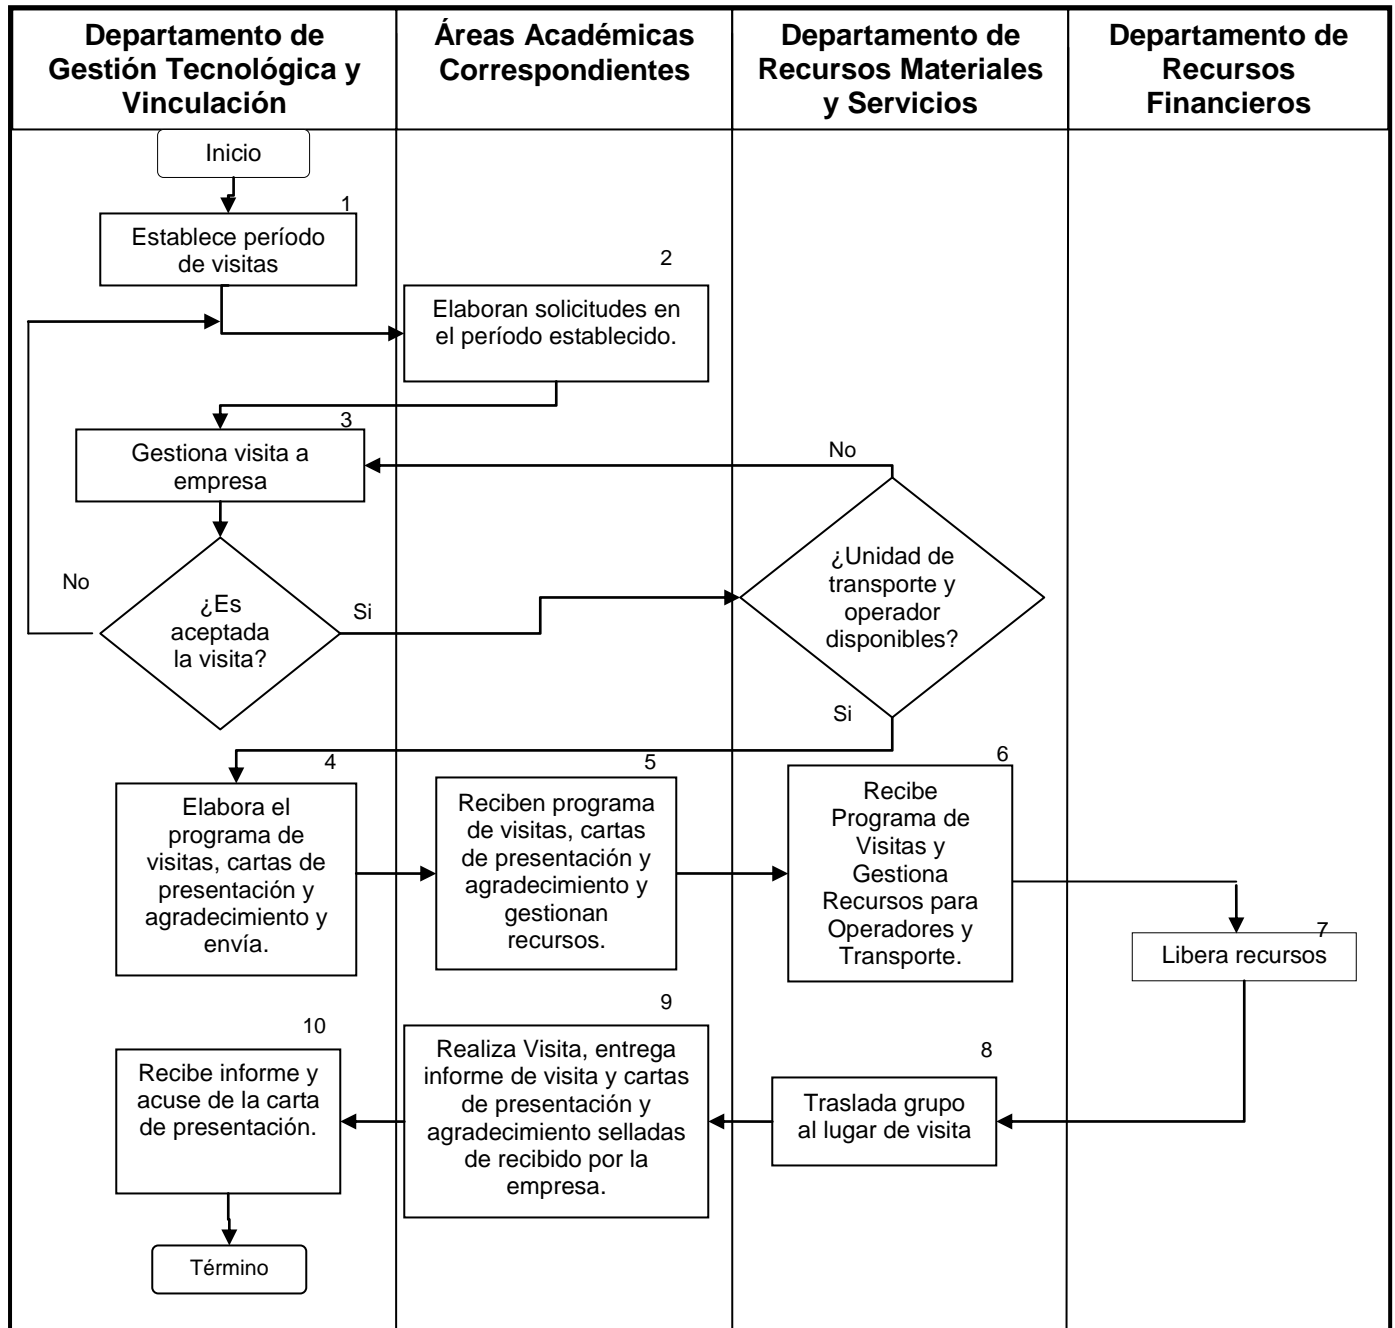 Departamento de
Gestión Tecnológica y
Vinculación
Áreas Académicas
Correspondientes
Departamento de
Recursos Materiales
y Servicios
Departamento de
Recursos
Financieros
Inicio
1
Establece período
de visitas
2
Elaboran solicitudes en
el período establecido.
3
Gestiona visita a
empresa
No
¿Es
aceptada
la visita?
No
Si
¿Unidad de
transporte y
operador
disponibles?
Si
4
Elabora el
programa de
visitas, cartas de
presentación y
agradecimiento y
envía.
5
Reciben programa
de visitas, cartas
de presentación y
agradecimiento y
gestionan
recursos.
6
Recibe
Programa de
Visitas y
Gestiona
Recursos para
Operadores y
Transporte.
7
Libera recursos
8
Traslada grupo
al lugar de visita
9
Realiza Visita, entrega
informe de visita y cartas
de presentación y
agradecimiento selladas
de recibido por la
empresa.
10
Recibe informe y
acuse de la carta
de presentación.
Término